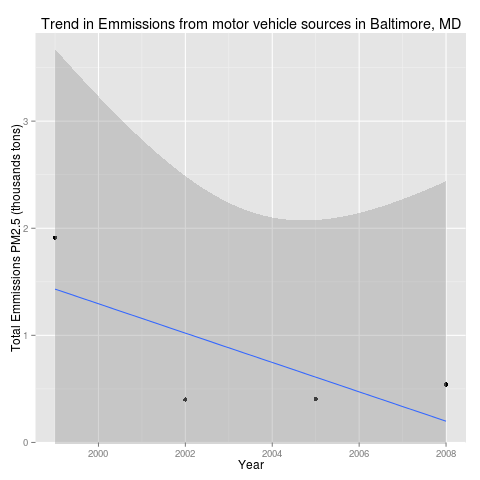 Trend in Emmissions from motor vehicle sources in Baltimore, MD
Total Emmissions PM2.5 (thousands tons)
3
2
1
0
2000 2002 2004 2006 2008
Year